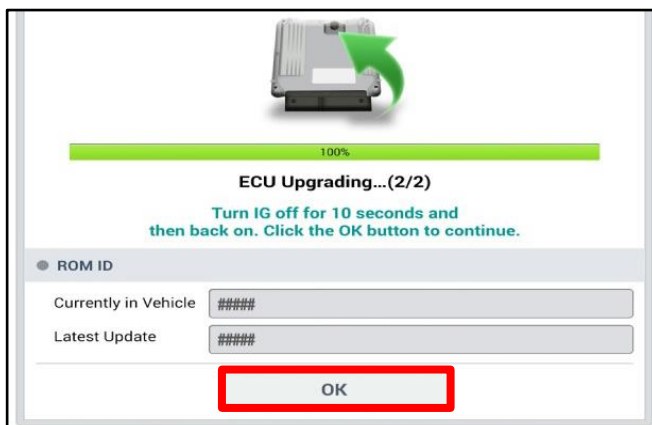 100%
ECU Upgrading...(2/2)
Turn IG off for 10 seconds and
then back on. Click the OK button to continue.
ROM ID
Currently in Vehicle #####
Latest Update #####
OK